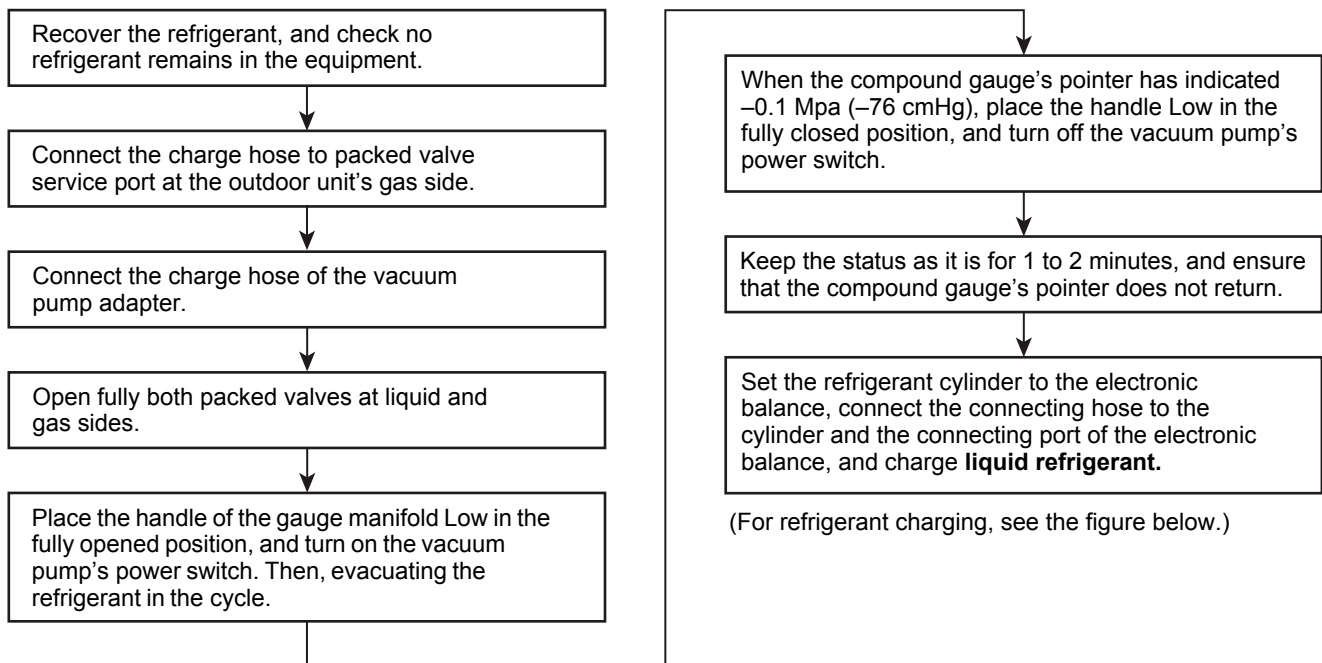 Recover the refrigerant, and check no
refrigerant remains in the equipment.
Connect the charge hose to packed valve
service port at the outdoor unit's gas side.
Connect the charge hose of the vacuum
pump adapter.
Open fully both packed valves at liquid and
gas sides.
Place the handle of the gauge manifold Low in the
fully opened position, and turn on the vacuum
pump's power switch. Then, evacuating the
refrigerant in the cycle.
When the compound gauge's pointer has indicated
–0.1 Mpa (–76 cmHg), place the handle Low in the
fully closed position, and turn off the vacuum pump's
power switch.
Keep the status as it is for 1 to 2 minutes, and ensure
that the compound gauge's pointer does not return.
Set the refrigerant cylinder to the electronic
balance, connect the connecting hose to the
cylinder and the connecting port of the electronic
balance, and charge liquid refrigerant.
(For refrigerant charging, see the figure below.)